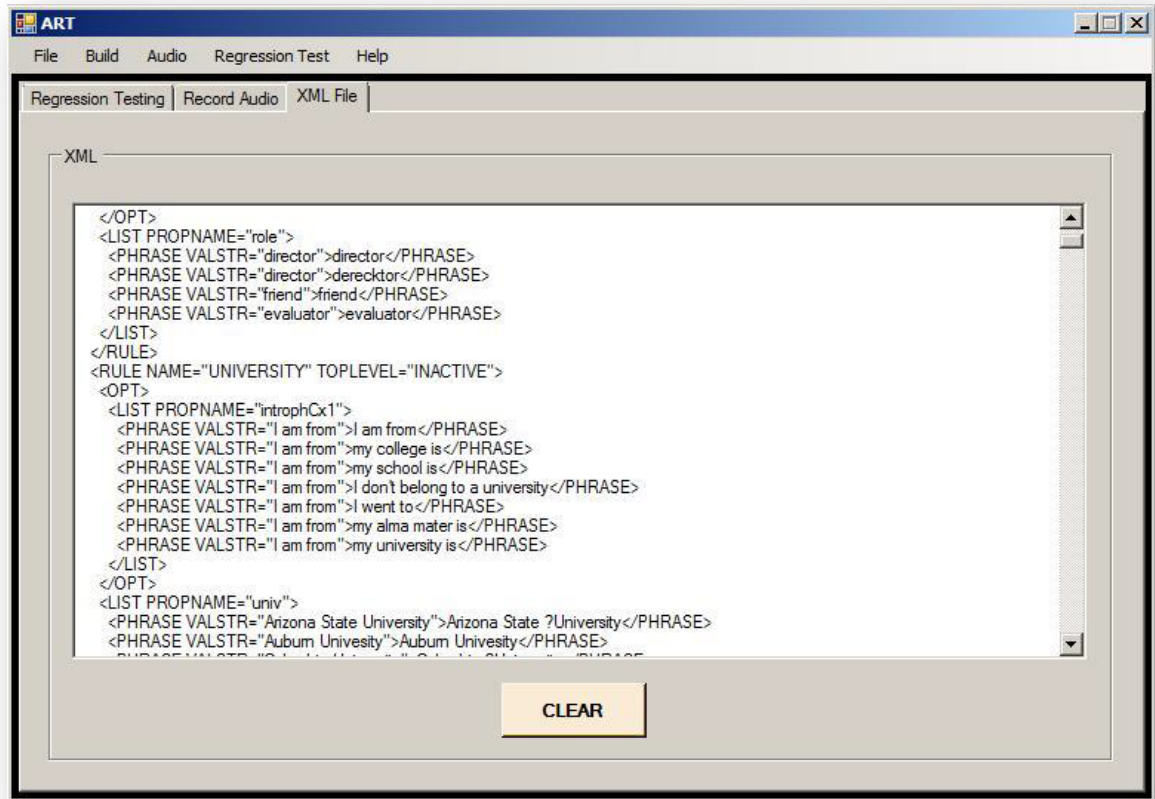 ART
File Build Audio Regression Test Help
Regression Testing Record Audio XML File
XML
</OPT>
<LIST PROPNAME="role">
<PHRASE VALSTR="director">director</PHRASE>
<PHRASE VALSTR="director">derecktor</PHRASE>
<PHRASE VALSTR="friend">friend</PHRASE>
<PHRASE VALSTR="evaluator">evaluator</PHRASE>
</LIST>
</RULE>
<RULE NAME="UNIVERSITY" TOPLEVEL="INACTIVE">
<OPT>
<LIST PROPNAME="introphCx1">
<PHRASE VALSTR="I am from">I am from</PHRASE>
<PHRASE VALSTR="I am from">my college is</PHRASE>
<PHRASE VALSTR="I am from">my school is</PHRASE>
<PHRASE VALSTR="I am from">I don't belong to a university</PHRASE>
<PHRASE VALSTR="I am from">I went to</PHRASE>
<PHRASE VALSTR="I am from">my alma mater is</PHRASE>
<PHRASE VALSTR="I am from">my university is</PHRASE>
</LIST>
</OPT>
<LIST PROPNAME="univ">
<PHRASE VALSTR="Arizona State University">Arizona State ?University</PHRASE>
<PHRASE VALSTR="Auburn Univesity">Auburn Univesity</PHRASE>
CLEAR